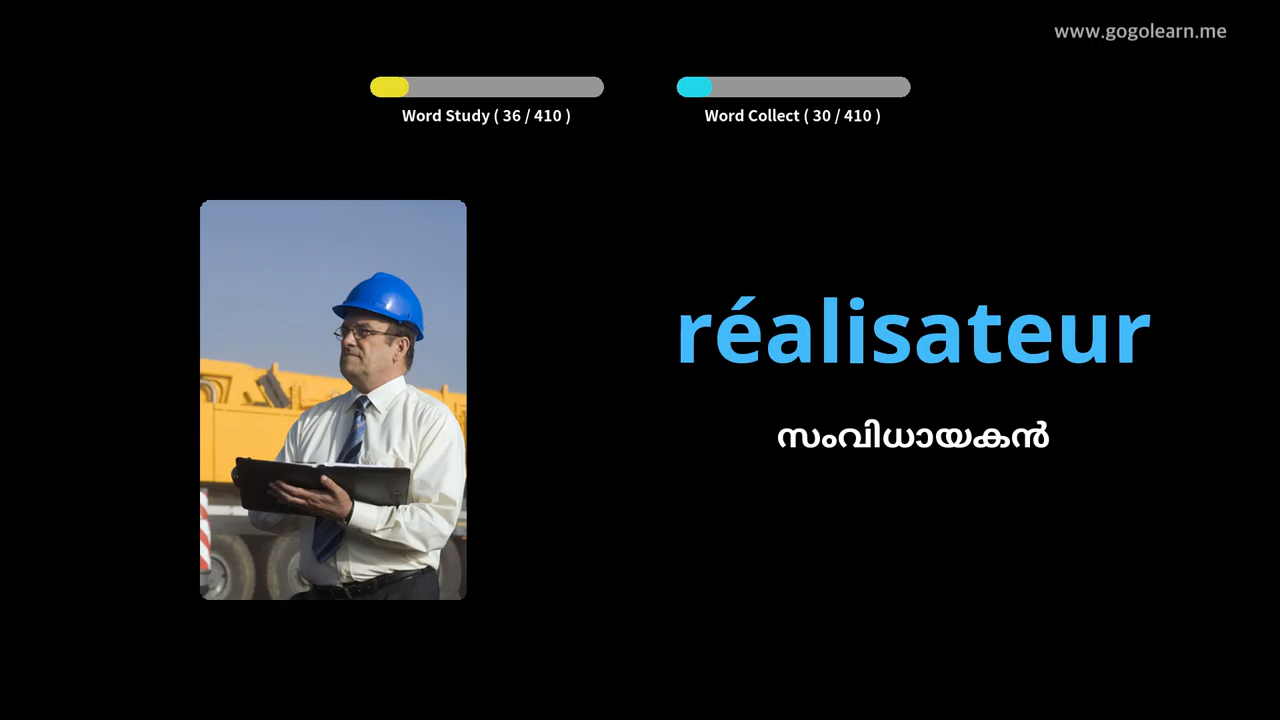 www.gogolearn.me
Word Study ( 36 / 410 )
Word Collect ( 30 / 410 )
réalisateur
സംവിധായകൻ